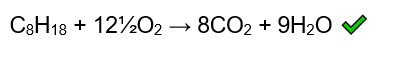 C₈H₁₈ + 12½O₂ → 8CO₂ + 9H₂O ✔